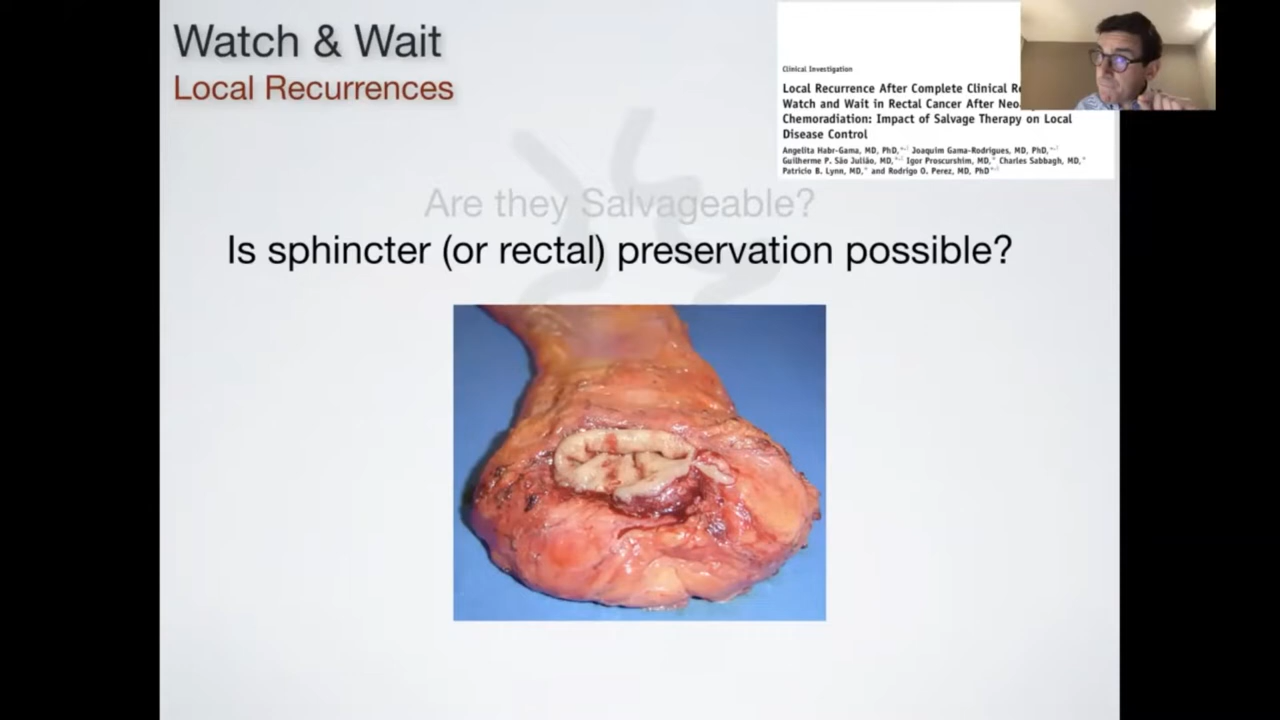 Watch & Wait
Local Recurrences
Clinical Investigation
Local Recurrence After Complete Clinical
Watch and Wait in Rectal Cancer After
Chemoradiation: Impact of Salvage Therapy on Local
Disease Control
Angelita Habr-Gama, MD, PhD, Joaquim Gama-Rodrigues, MD, PhD,
Guilherme P. São Julião, MD, Igor Proscurshim, MD, Charles Sabbagh, MD,
Patricio B. Lynn, MD, and Rodrigo O. Perez, MD, PhD
Are they Salvageable?
Is sphincter (or rectal) preservation possible?